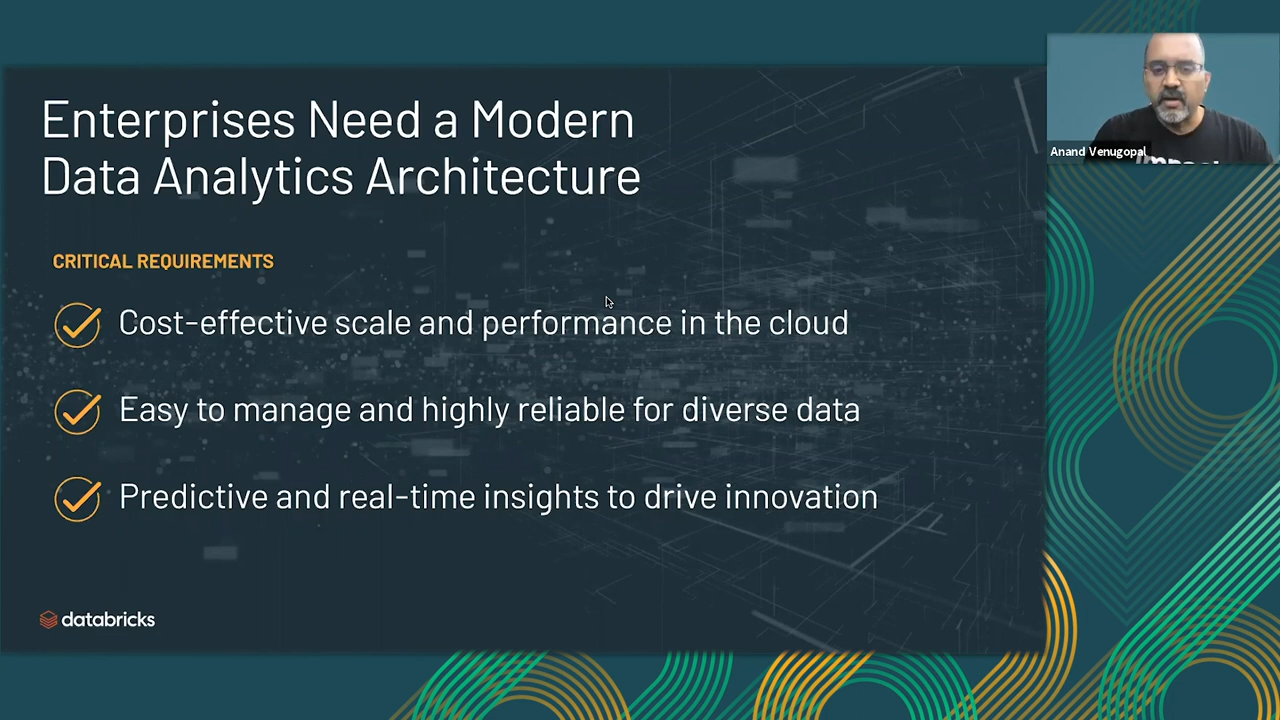 Enterprises Need a Modern
Data Analytics Architecture
CRITICAL REQUIREMENTS
Cost-effective scale and performance in the cloud
Easy to manage and highly reliable for diverse data
Predictive and real-time insights to drive innovation
databricks
Anand Venugopal